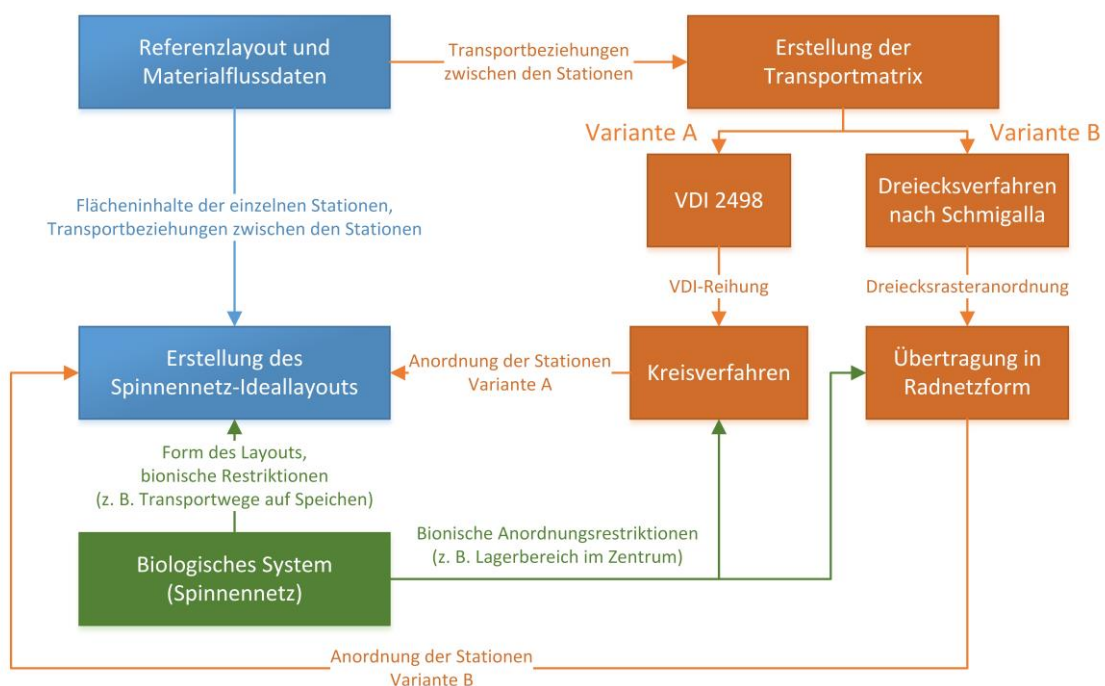 Referenzlayout und
Materialflussdaten
Transportbeziehungen
zwischen den Stationen
Erstellung der
Transportmatrix
Variante A
Variante B
VDI 2498
Dreiecksverfahren
nach Schmigalla
Flächeninhalte der einzelnen Stationen,
Transportbeziehungen zwischen den Stationen
VDI-Reihung
Dreiecksrasteranordnung
Erstellung des
Spinnennetz-Ideallayouts
Anordnung der Stationen
Variante A
Kreisverfahren
Übertragung in
Radnetzform
Form des Layouts,
bionische Restriktionen
(z. B. Transportwege auf Speichen)
Biologisches System
(Spinnennetz)
Bionische Anordnungsrestriktionen
(z. B. Lagerbereich im Zentrum)
Anordnung der Stationen
Variante B